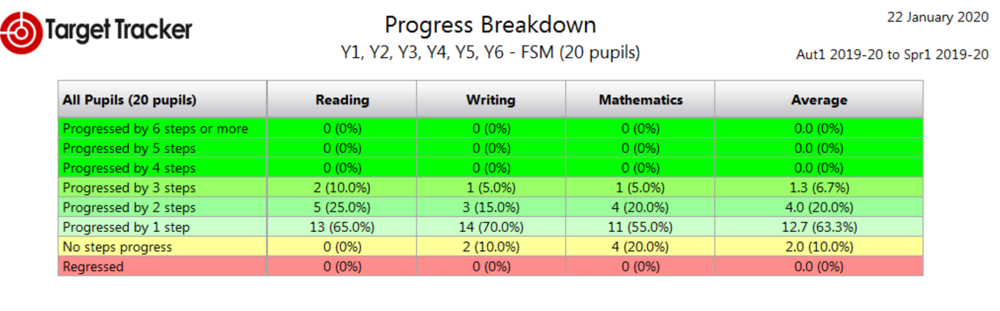 Target Tracker
Progress Breakdown
22 January 2020
Y1, Y2, Y3, Y4, Y5, Y6 - FSM (20 pupils)
Aut1 2019-20 to Spr1 2019-20
All Pupils (20 pupils) Reading Writing Mathematics Average
Progressed by 6 steps or more 0 (0%) 0 (0%) 0 (0%) 0.0 (0%)
Progressed by 5 steps 0 (0%) 0 (0%) 0 (0%) 0.0 (0%)
Progressed by 4 steps 0 (0%) 0 (0%) 0 (0%) 0.0 (0%)
Progressed by 3 steps 2 (10.0%) 1 (5.0%) 1 (5.0%) 1.3 (6.7%)
Progressed by 2 steps 5 (25.0%) 3 (15.0%) 4 (20.0%) 4.0 (20.0%)
Progressed by 1 step 13 (65.0%) 14 (70.0%) 11 (55.0%) 12.7 (63.3%)
No steps progress 0 (0%) 2 (10.0%) 4 (20.0%) 2.0 (10.0%)
Regressed 0 (0%) 0 (0%) 0 (0%) 0.0 (0%)